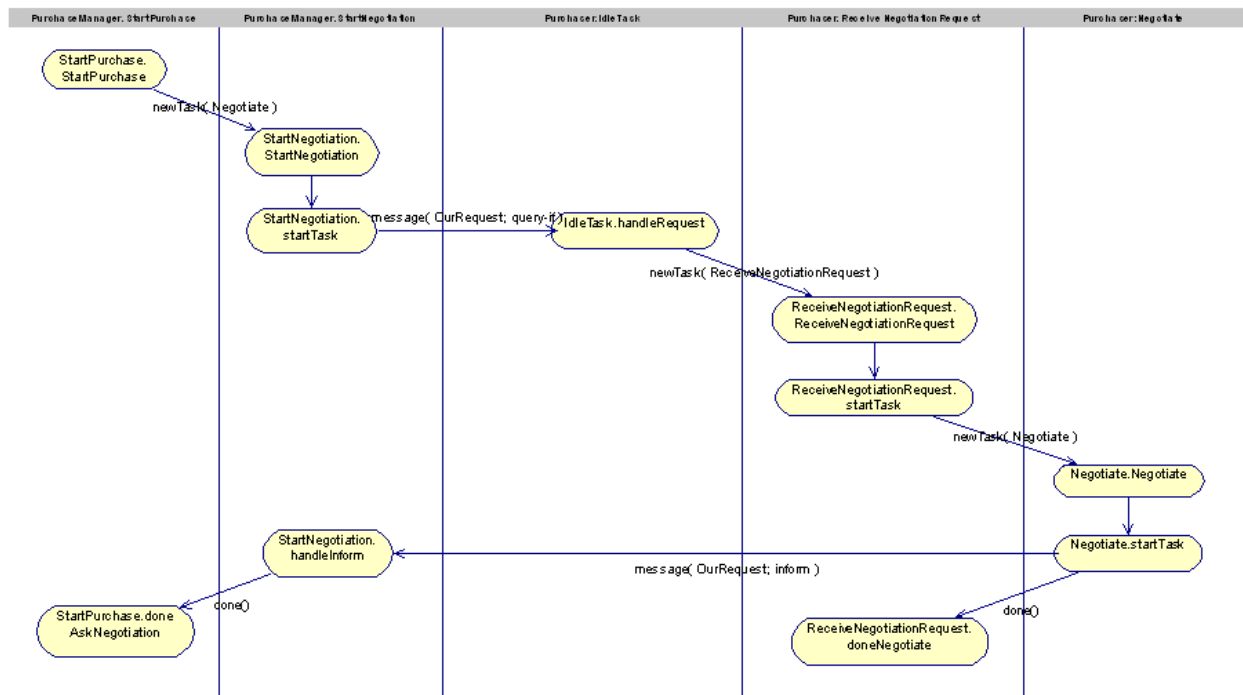 PurchaseManager.StartPurchase
PurchaseManager.StartNegotiation
Purchaser.IdleTask
Purchaser.Receive Negotiation Request
Purchaser:Negotiate
StartPurchase.
StartPurchase
newTask( Negotiate )
StartNegotiation.
StartNegotiation
StartNegotiation.
startTask
message( OurRequest; query-if )
IdleTask.handleRequest
newTask( ReceiveNegotiationRequest )
ReceiveNegotiationRequest.
ReceiveNegotiationRequest
ReceiveNegotiationRequest.
startTask
newTask( Negotiate )
Negotiate.Negotiate
Negotiate.startTask
StartNegotiation.
handleInform
message( OurRequest; inform )
done()
StartPurchase.done
AskNegotiation
done()
ReceiveNegotiationRequest.
doneNegotiate